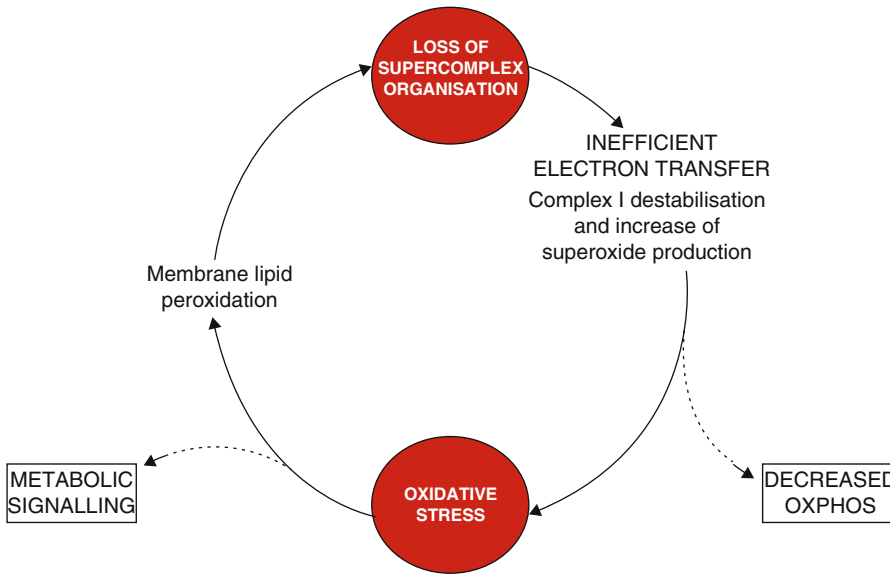 LOSS OF
SUPERCOMPLEX
ORGANISATION
INEFFICIENT
ELECTRON TRANSFER
Complex I destabilisation
and increase of
superoxide production
Membrane lipid
peroxidation
METABOLIC
SIGNALLING
OXIDATIVE
STRESS
DECREASED
OXPHOS